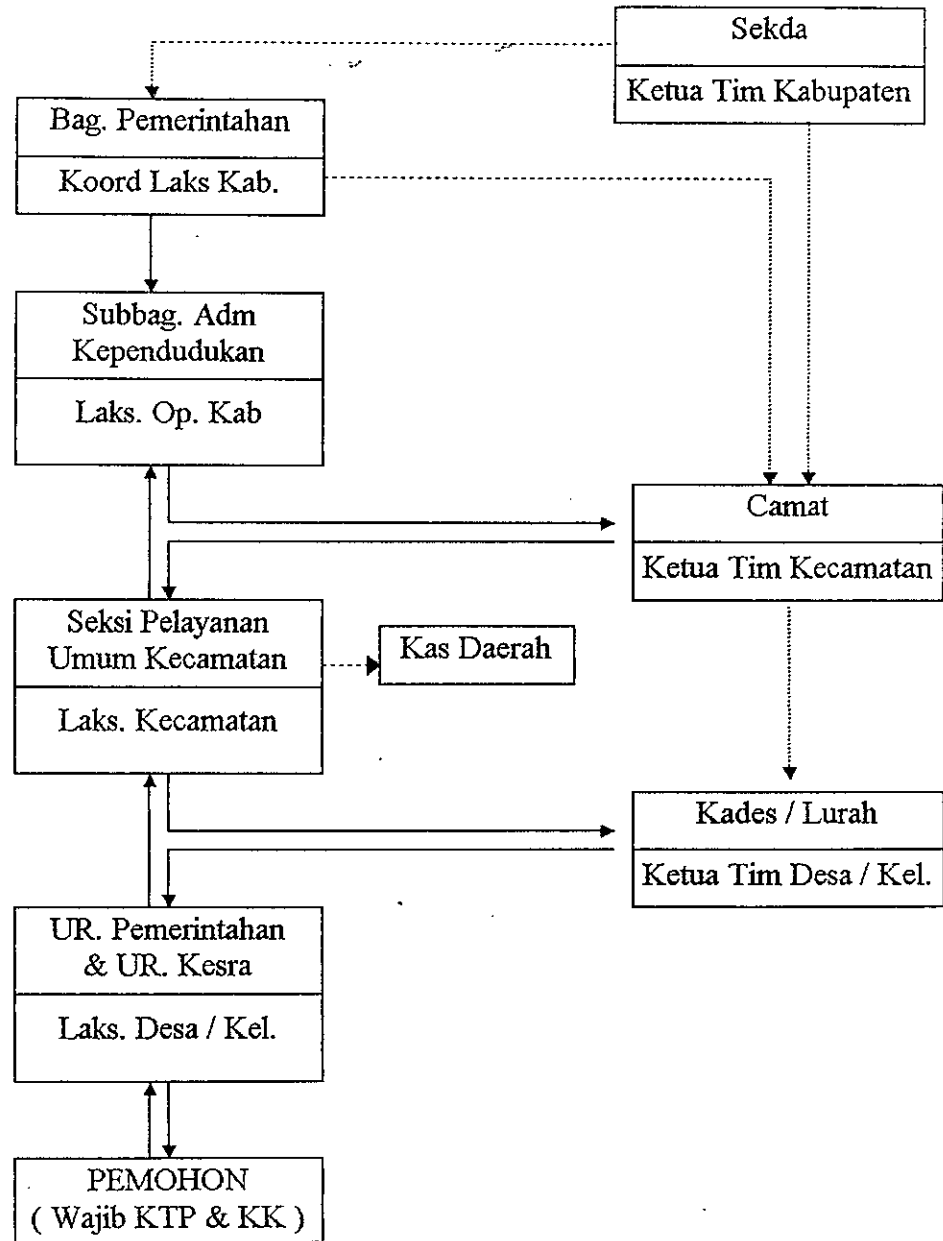 Sekda
Ketua Tim Kabupaten
Bag. Pemerintahan
Koord Laks Kab.
Subbag. Adm
Kependudukan
Laks. Op. Kab
Camat
Ketua Tim Kecamatan
Seksi Pelayanan
Umum Kecamatan
Laks. Kecamatan
Kas Daerah
Kades / Lurah
Ketua Tim Desa / Kel.
UR. Pemerintahan
& UR. Kesra
Laks. Desa / Kel.
PEMOHON
( Wajib KTP & KK )